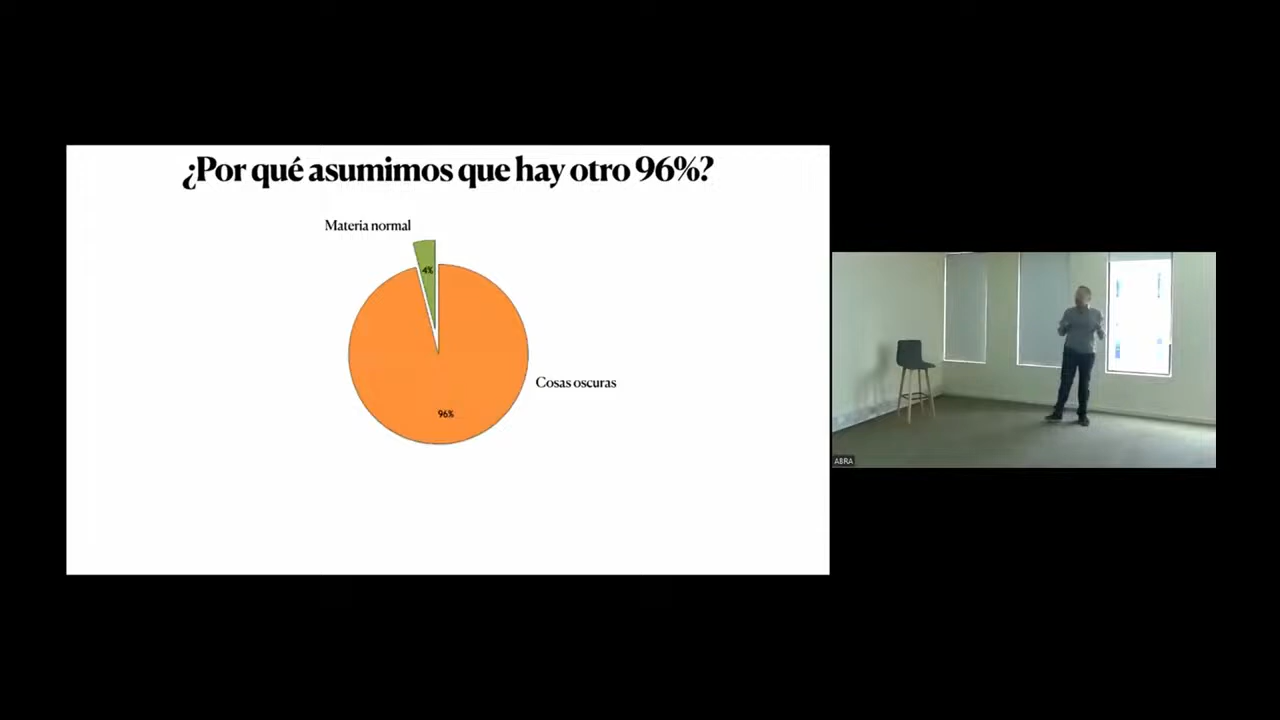 ¿Por qué asumimos que hay otro 96%?
Materia normal
4%
Cosas oscuras
96%
ABRA